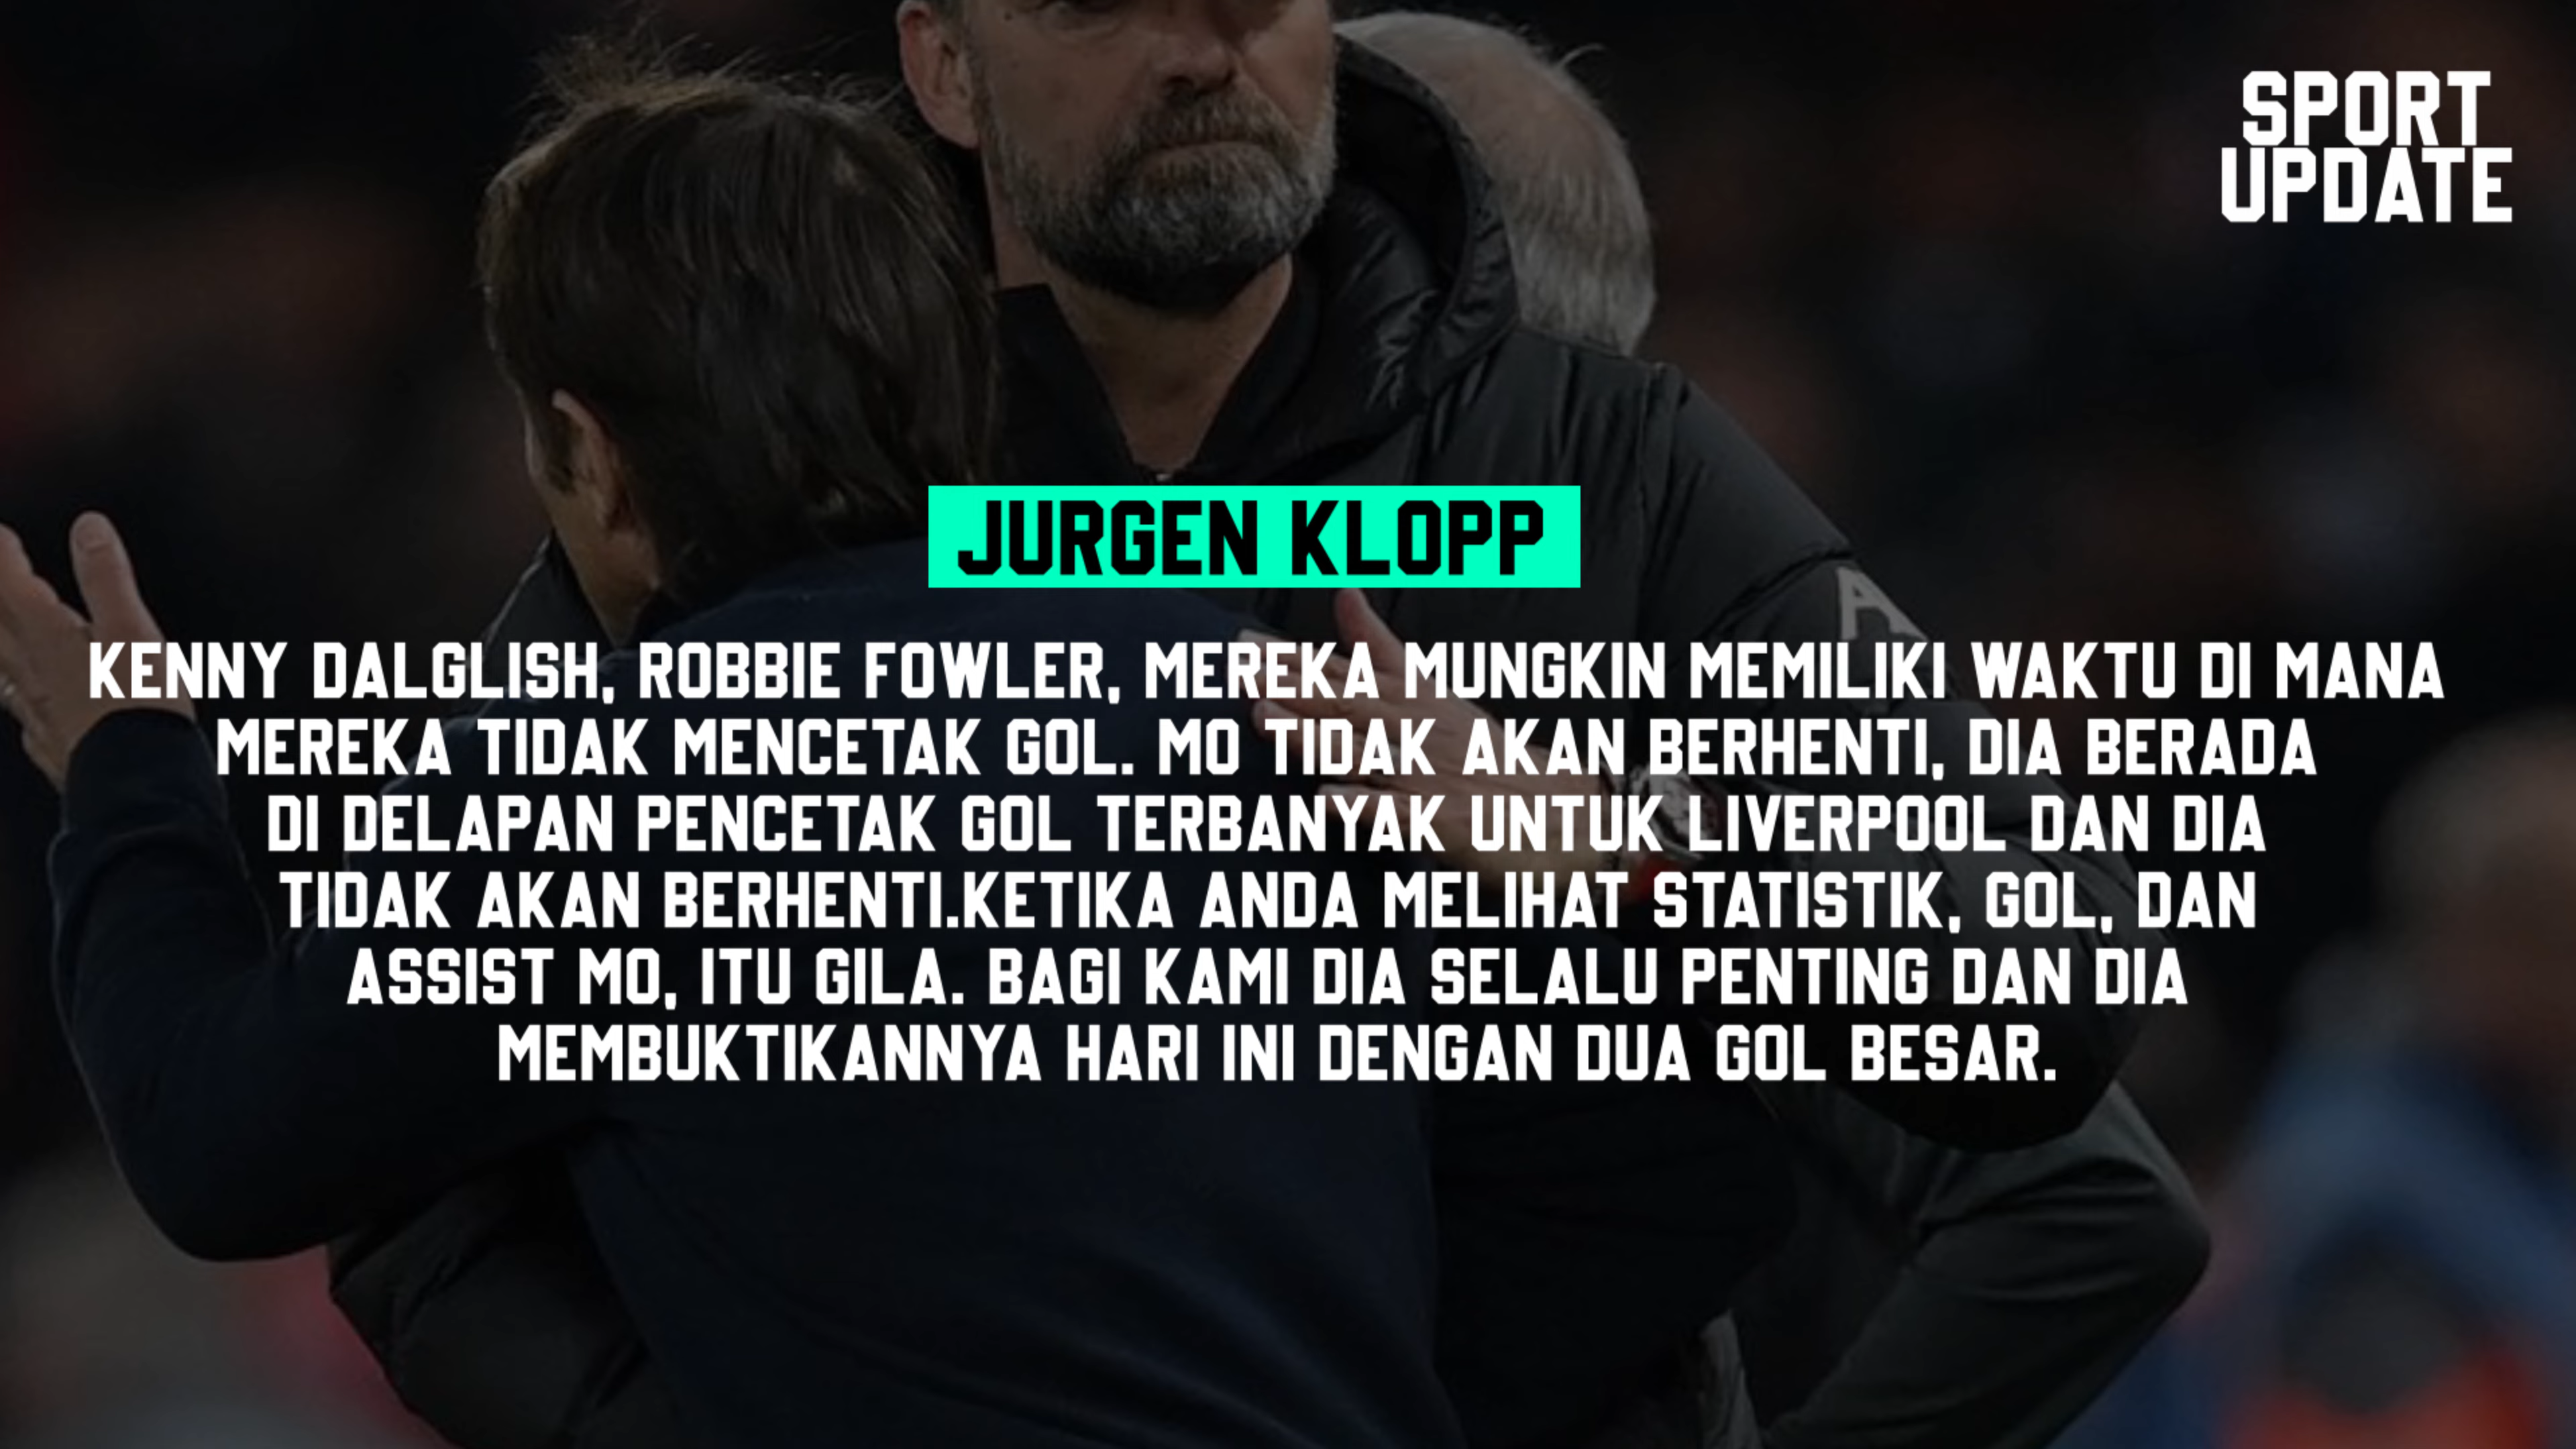 SPORT
UPDATE
JURGEN KLOPP
KENNY DALGLISH, ROBBIE FOWLER, MEREKA MUNGKIN MEMILIKI WAKTU DI MANA
MEREKA TIDAK MENCETAK GOL. MO TIDAK AKAN BERHENTI, DIA BERADA
DI DELAPAN PENCETAK GOL TERBANYAK UNTUK LIVERPOOL DAN DIA
TIDAK AKAN BERHENTI.KETIKA ANDA MELIHAT STATISTIK, GOL, DAN
ASSIST MO, ITU GILA. BAGI KAMI DIA SELALU PENTING DAN DIA
MEMBUKTIKANNYA HARI INI DENGAN DUA GOL BESAR.